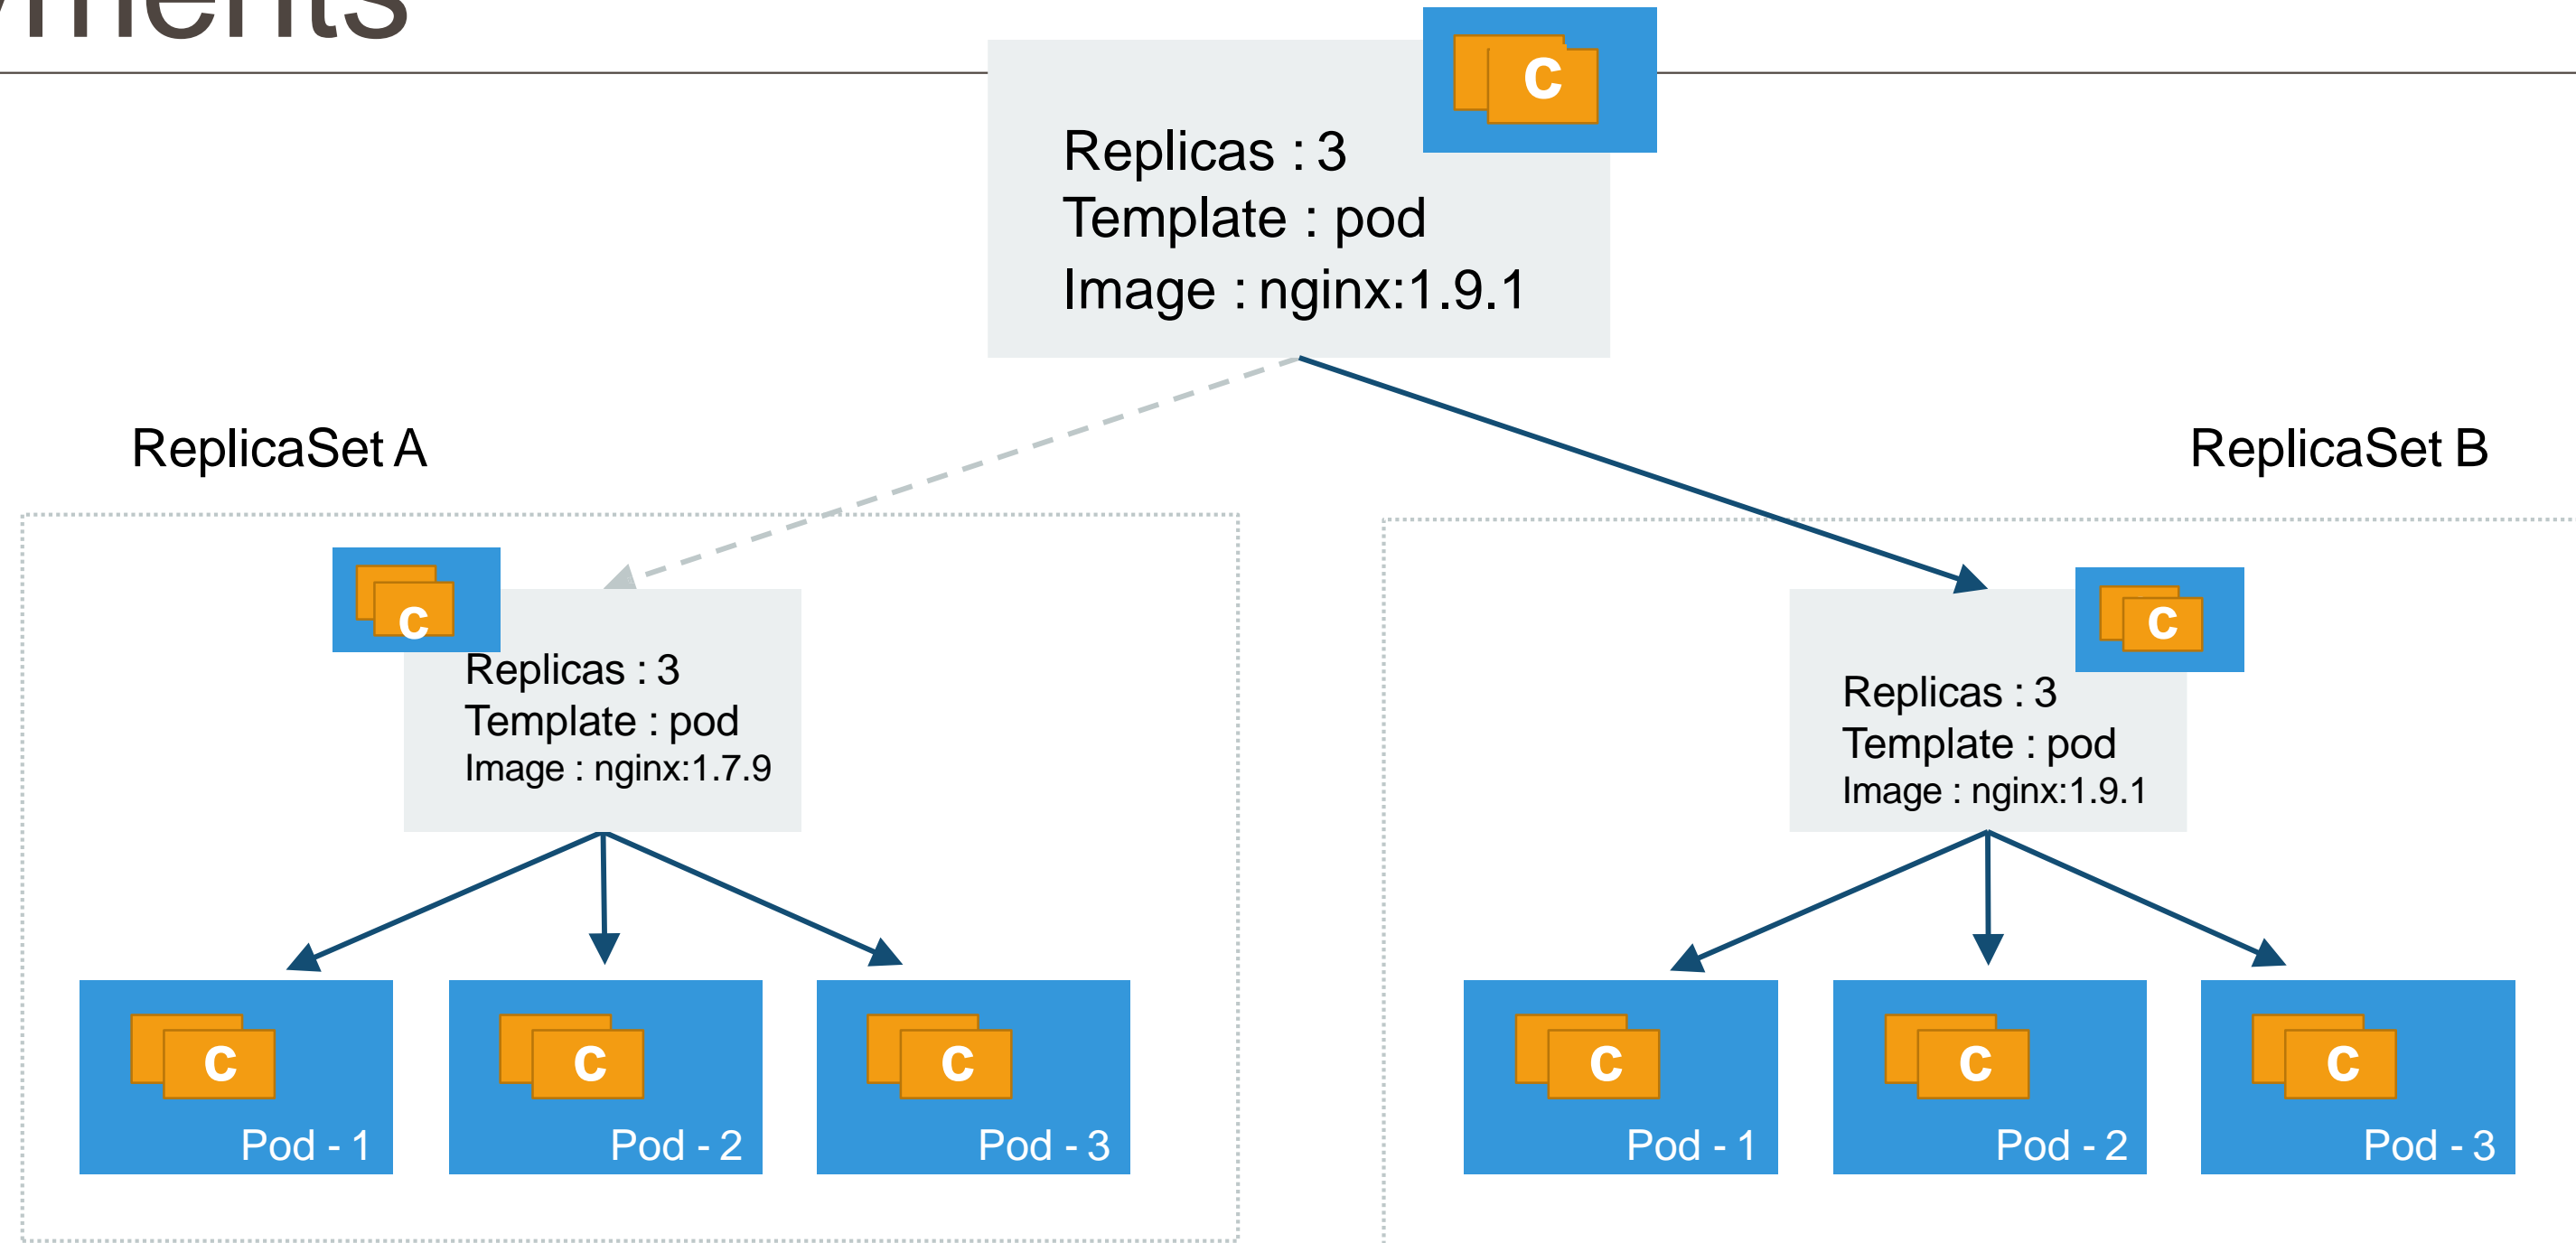 yments
C
Replicas : 3
Template : pod
Image : nginx:1.9.1
ReplicaSet A
ReplicaSet B
C
Replicas : 3
Template : pod
Image : nginx:1.7.9
C
Replicas : 3
Template : pod
Image : nginx:1.9.1
C
Pod - 1
C
Pod - 2
C
Pod - 3
C
Pod - 1
C
Pod - 2
C
Pod - 3